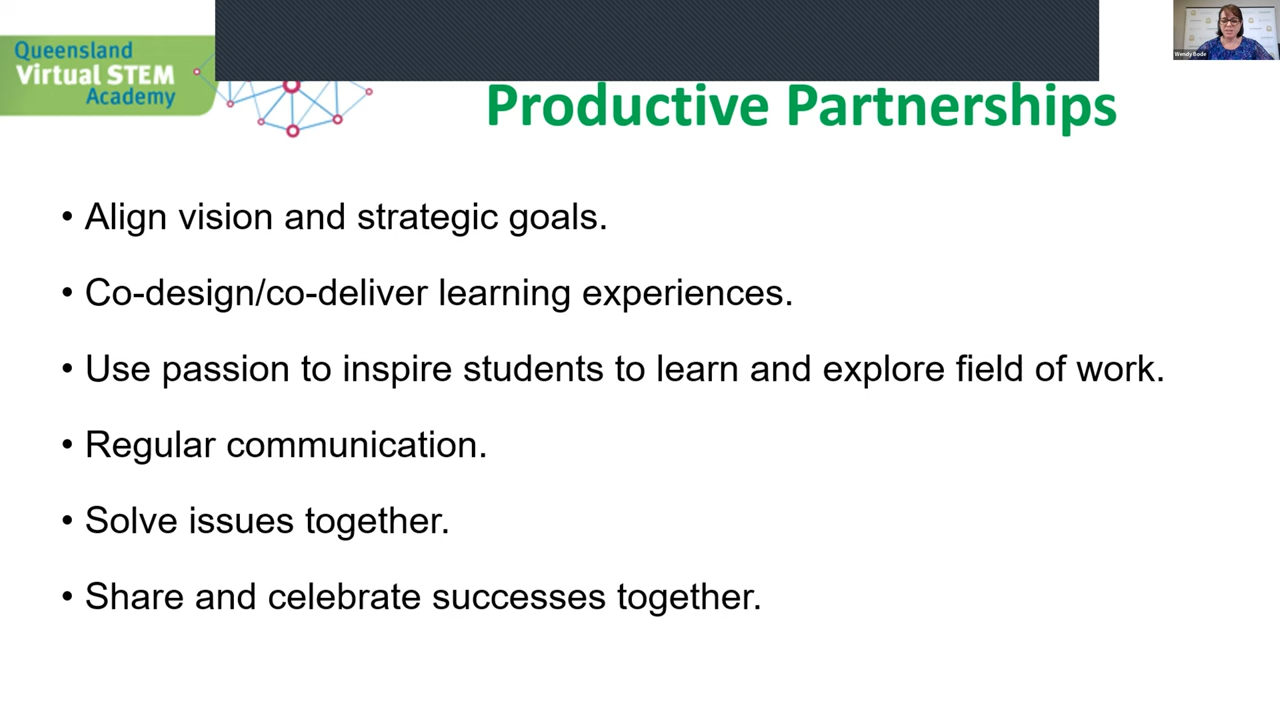 Queensland
Virtual STEM
Academy
Wendy Bode
Productive Partnerships
• Align vision and strategic goals.
• Co-design/co-deliver learning experiences.
• Use passion to inspire students to learn and explore field of work.
• Regular communication.
• Solve issues together.
• Share and celebrate successes together.